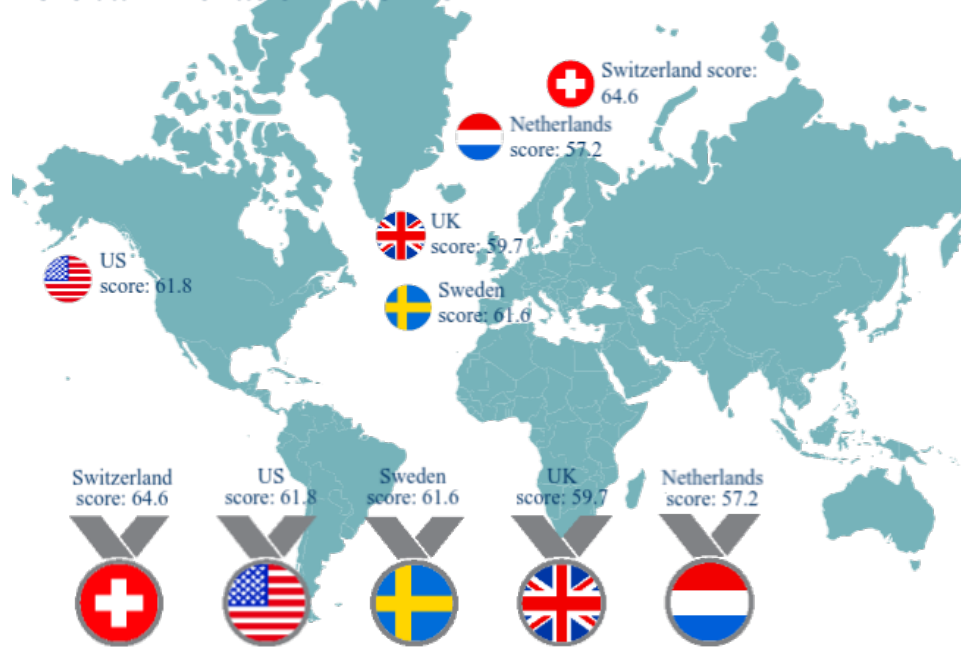 Switzerland score:
64.6
Netherlands
score: 57.2
UK
score: 59.7
US
score: 61.8
Sweden
score: 61.6
Switzerland
score: 64.6
US
score: 61.8
Sweden
score: 61.6
UK
score: 59.7
Netherlands
score: 57.2